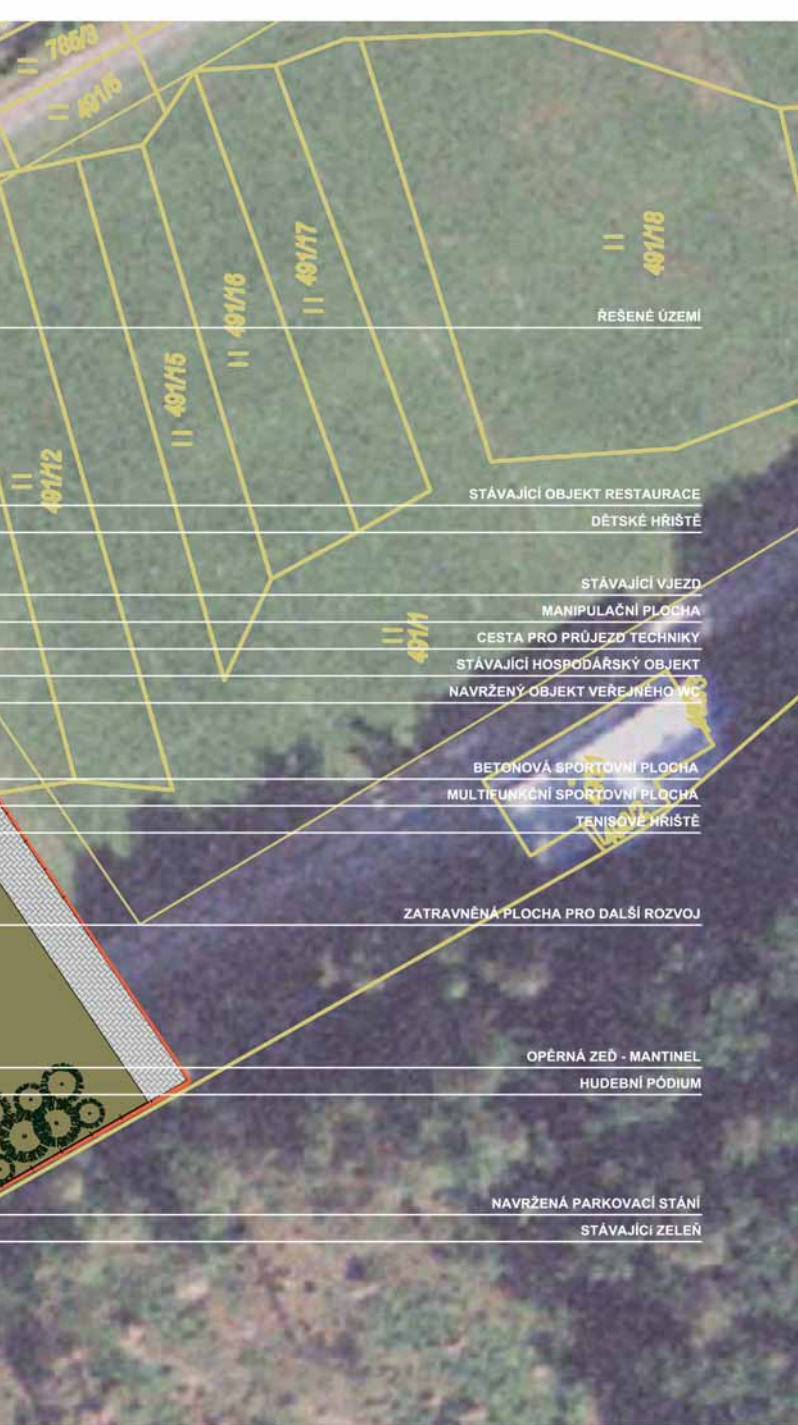 785/9
491/5
491/17
491/18
491/16
ŘEŠENÉ ÚZEMÍ
491/15
491/12
STÁVAJÍCÍ OBJEKT RESTAURACE
DĚTSKÉ HŘIŠTĚ
STÁVAJÍCÍ VJEZD
MANIPULAČNÍ PLOCHA
491/1
CESTA PRO PRŮJEZD TECHNIKY
STÁVAJÍCÍ HOSPODÁŘSKÝ OBJEKT
NAVRŽENÝ OBJEKT VEŘEJNÉHO WC
BETONOVÁ SPORTOVNÍ PLOCHA
MULTIFUNKČNÍ SPORTOVNÍ PLOCHA
TENISOVÉ HŘIŠTĚ
ZATRAVNĚNÁ PLOCHA PRO DALŠÍ ROZVOJ
OPĚRNÁ ZEĎ - MANTINEL
HUDEBNÍ PÓDIUM
NAVRŽENÁ PARKOVACÍ STÁNÍ
STÁVAJÍCí ZELEŇ